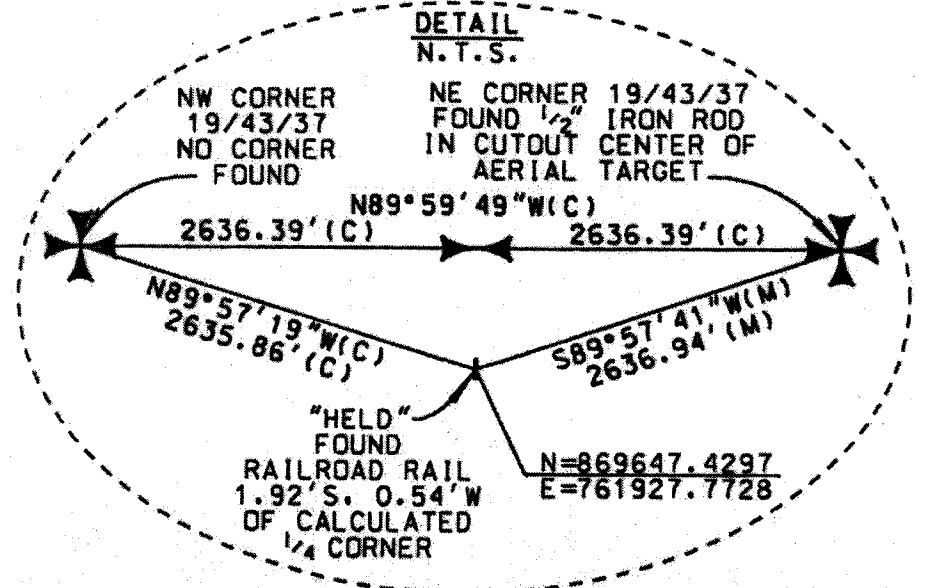 DETAIL
N.T.S.
NW CORNER
19/43/37
NO CORNER
FOUND
NE CORNER 19/43/37
FOUND 1/2" IRON ROD
IN CUTOUT CENTER OF
AERIAL TARGET
N89°59'49"W(C)
2636.39'(C)
2636.39'(C)
N89°57'19"W(C)
2635.86'(C)
S89°57'41"W(M)
2636.94'(M)
"HELD"
FOUND
RAILROAD RAIL
1.92'S. 0.54'W
OF CALCULATED
1/4 CORNER
N=869647.4297
E=761927.7728